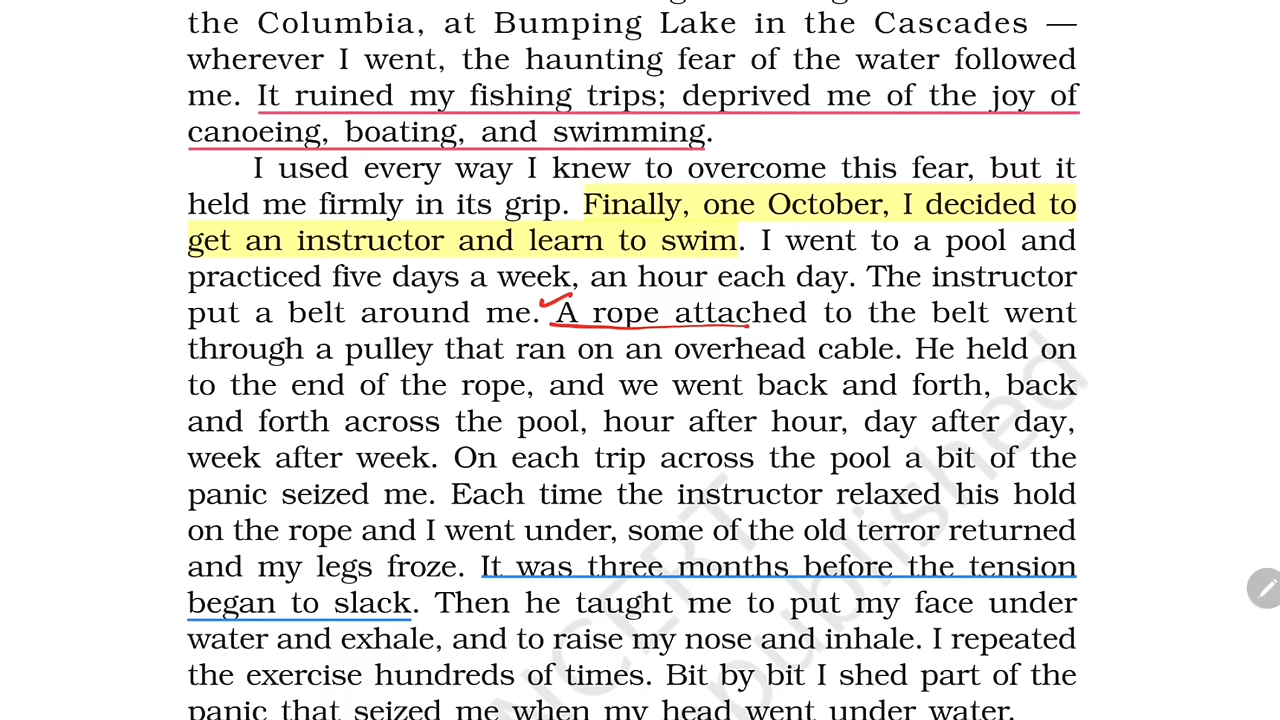 the Columbia, at Bumping Lake in the Cascades —
wherever I went, the haunting fear of the water followed
me. It ruined my fishing trips; deprived me of the joy of
canoeing, boating, and swimming.
I used every way I knew to overcome this fear, but it
held me firmly in its grip. Finally, one October, I decided to
get an instructor and learn to swim. I went to a pool and
practiced five days a week, an hour each day. The instructor
put a belt around me. A rope attached to the belt went
through a pulley that ran on an overhead cable. He held on
to the end of the rope, and we went back and forth, back
and forth across the pool, hour after hour, day after day,
week after week. On each trip across the pool a bit of the
panic seized me. Each time the instructor relaxed his hold
on the rope and I went under, some of the old terror returned
and my legs froze. It was three months before the tension
began to slack. Then he taught me to put my face under
water and exhale, and to raise my nose and inhale. I repeated
the exercise hundreds of times. Bit by bit I shed part of the
panic that seized me when my head went under water.
NCERT
published